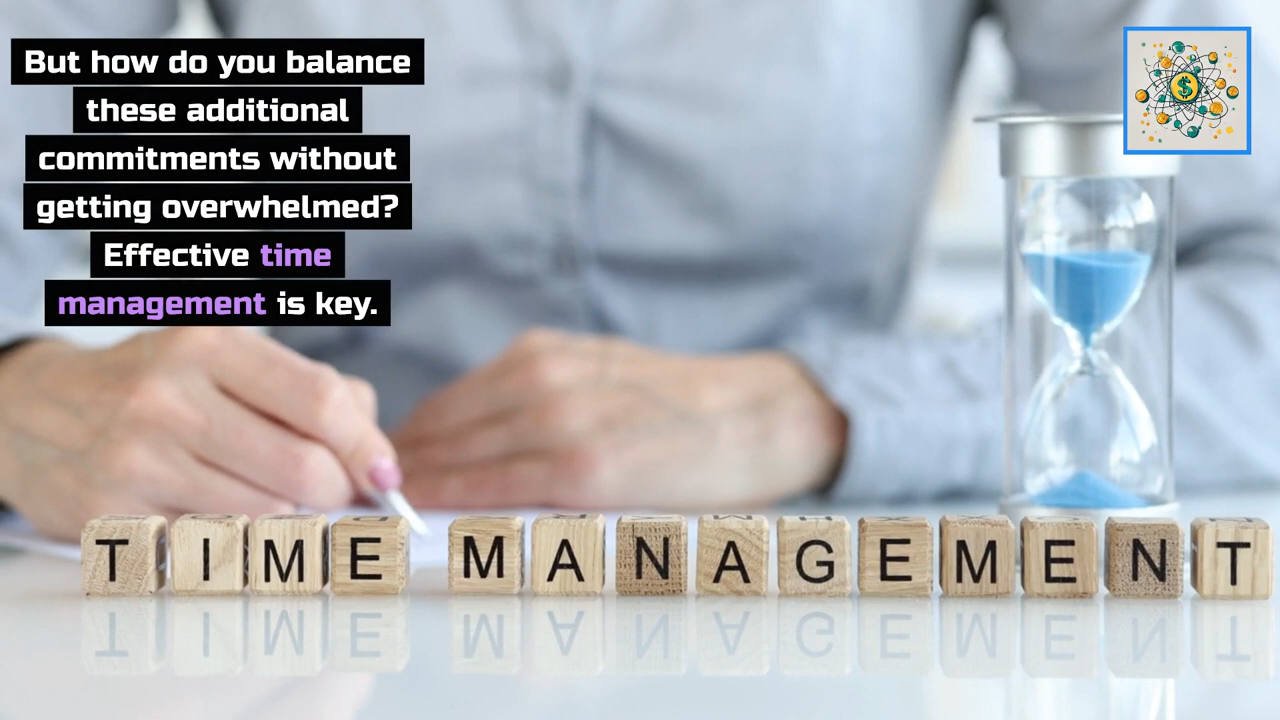 But how do you balance
these additional
commitments without
getting overwhelmed?
Effective time
management is key.
$
TIME MANAGEMENT